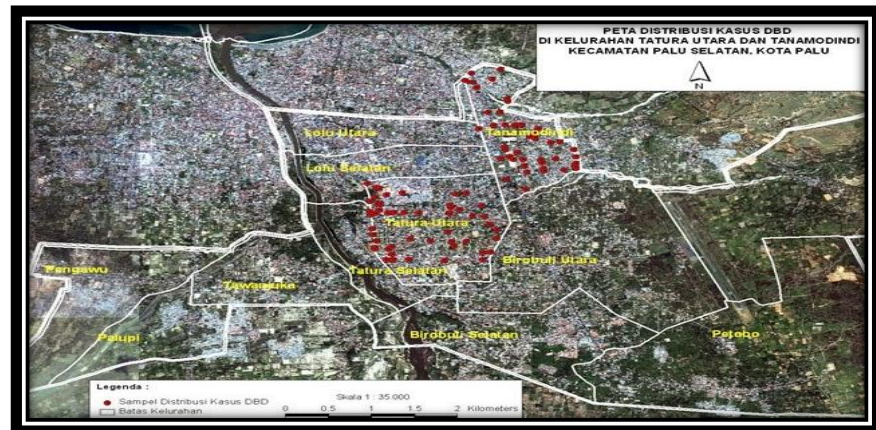 PETA DISTRIBUSI KASUS DBD
DI KELURAHAN TATURA UTARA DAN TANAMODINDI
KECAMATAN PALU SELATAN, KOTA PALU
N
Lolu Utara
Tanamodindi
Lolu Selatan
Tatura Utara
Birobuli Utara
Tatura Selatan
Pengawu
Tawanjuka
Palupi
Birobuli Selatan
Petobo
Legenda :
Sampel Distribusi Kasus DBD
Batas Kelurahan
Skala 1 : 35.000
0 0.5 1 2 Kilometers